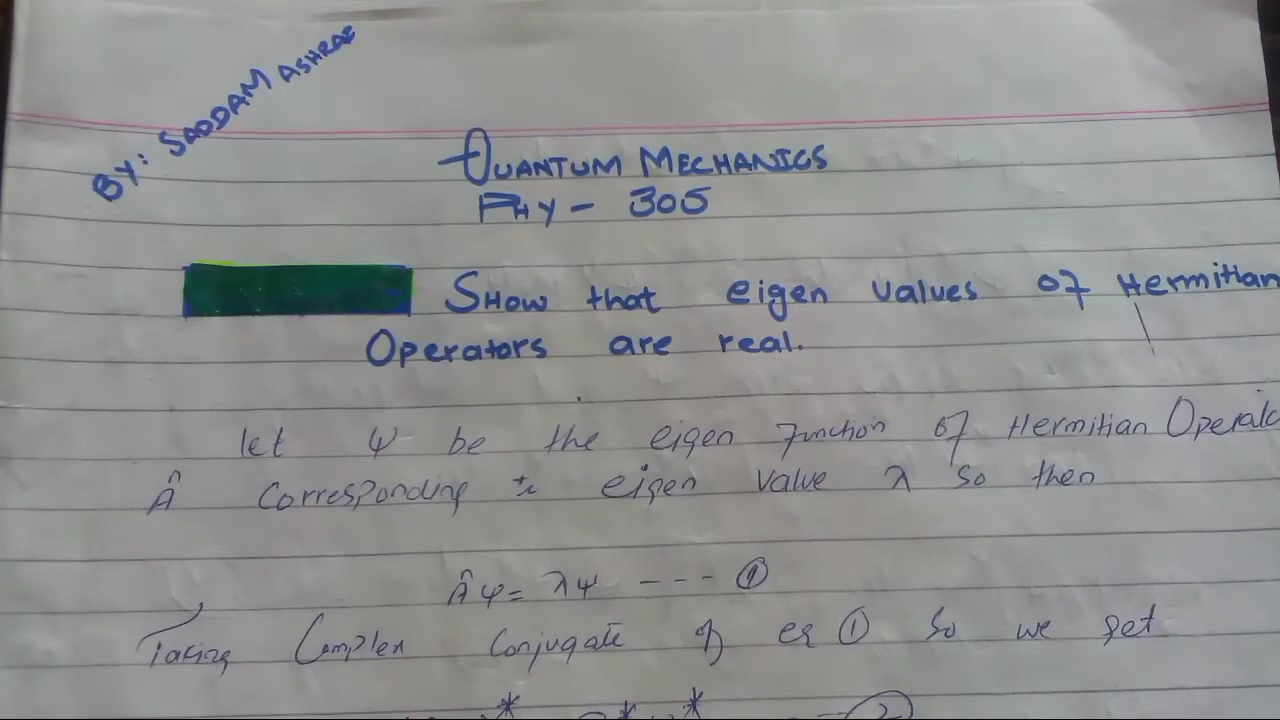 BY: SADDAM ASHRAF
QUANTUM MECHANICS
PHY - 305
SHow that eigen values of Hermitian
Operators are real.
let ψ be the eigen function of Hermitian Operato
Â Corresponding to eigen value λ so then
Âψ = λψ ---- ①
Taking Complex Conjugate of eq ① so we get
* * * --- ②